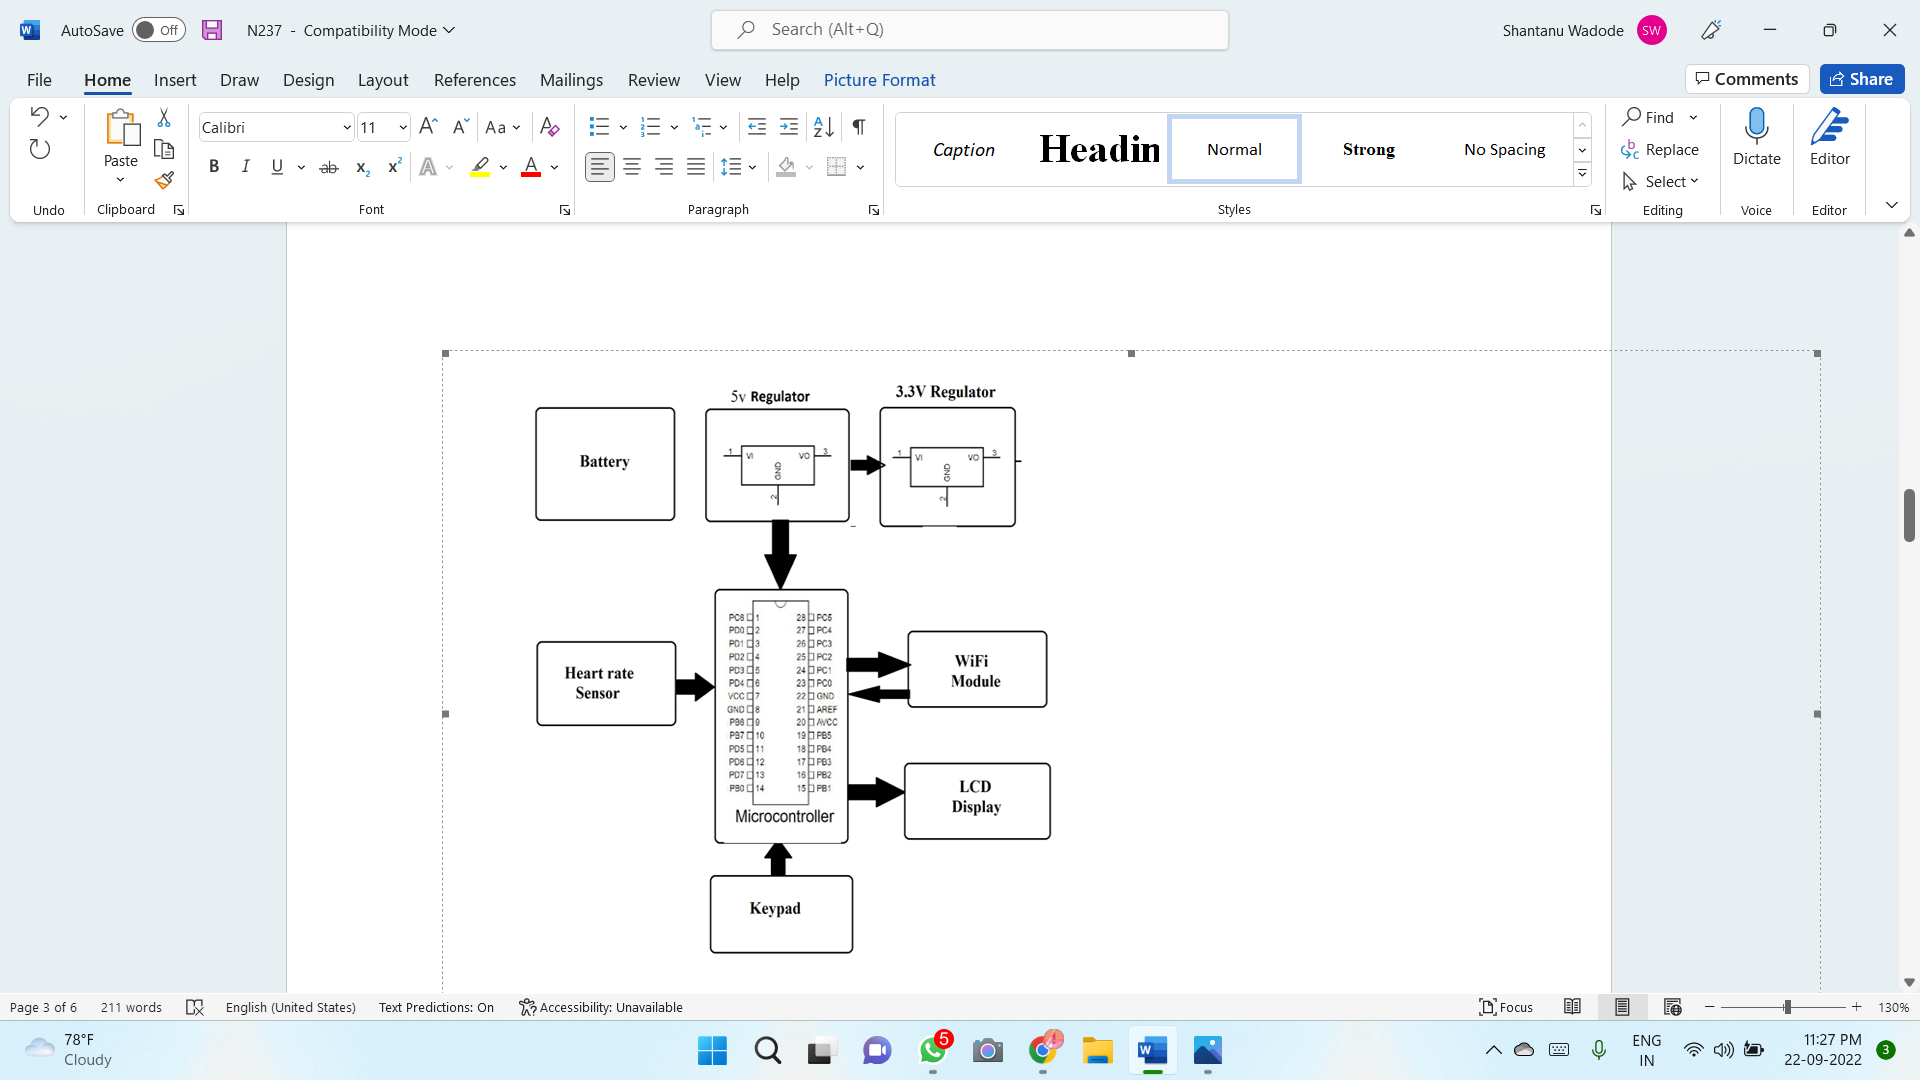 AutoSave Off N237 - Compatibility Mode Search (Alt+Q) Shantanu Wadode SW
File Home Insert Draw Design Layout References Mailings Review View Help Picture Format Comments Share
Calibri 11 Aa Caption Headin Normal Strong No Spacing Find
Paste Replace Dictate Editor
Select
Undo Clipboard Font Paragraph Styles Editing Voice Editor
5v Regulator 3.3V Regulator
Battery
1 VI VO 3
GND
2
1 VI VO 3
GND
2
PC6 1 28 PC5
PD0 2 27 PC4
PD1 3 26 PC3
PD2 4 25 PC2
PD3 5 24 PC1
PD4 6 23 PC0
VCC 7 22 GND
GND 8 21 AREF
PB6 9 20 AVCC
PB7 10 19 PB5
PD5 11 18 PB4
PD6 12 17 PB3
PD7 13 16 PB2
PB0 14 15 PB1
Microcontroller
Heart rate
Sensor
WiFi
Module
LCD
Display
Keypad
Page 3 of 6 211 words English (United States) Text Predictions: On Accessibility: Unavailable Focus 130%
78°F
Cloudy
5
ENG
IN
11:27 PM
22-09-2022
3